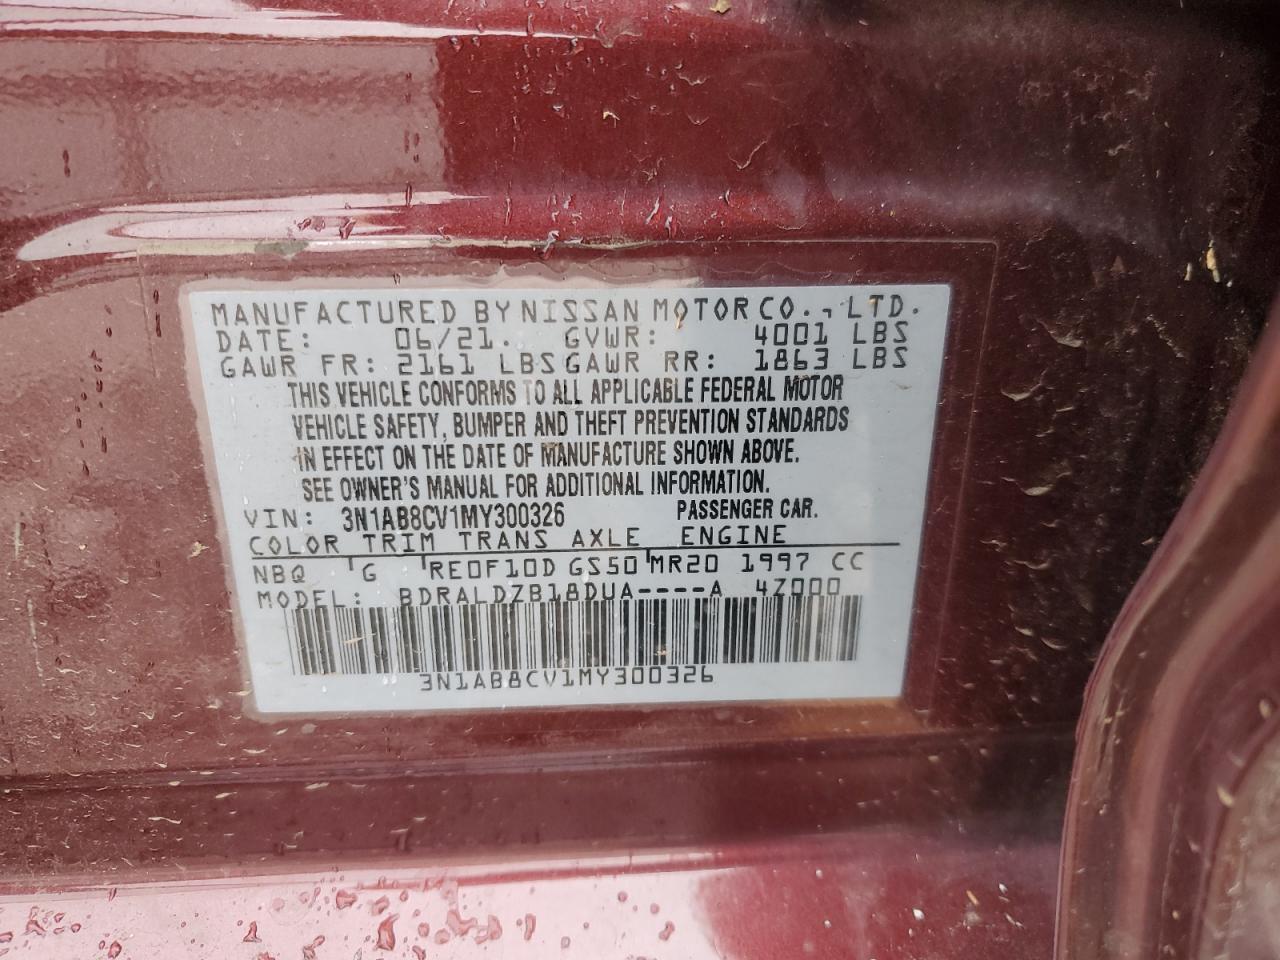 MANUFACTURED BY NISSAN MOTOR CO., LTD.
DATE: 06/21. GVWR: 4001 LBS
GAWR FR: 2161 LBS GAWR RR: 1863 LBS
THIS VEHICLE CONFORMS TO ALL APPLICABLE FEDERAL MOTOR
VEHICLE SAFETY, BUMPER AND THEFT PREVENTION STANDARDS
IN EFFECT ON THE DATE OF MANUFACTURE SHOWN ABOVE.
SEE OWNER'S MANUAL FOR ADDITIONAL INFORMATION.
VIN: 3N1AB8CV1MY300326 PASSENGER CAR.
COLOR TRIM TRANS AXLE ENGINE
NBQ G RE0F10D GS50 MR20 1997 CC
MODEL: BDRALDZB18DUA----A 4Z000
3N1AB8CV1MY300326